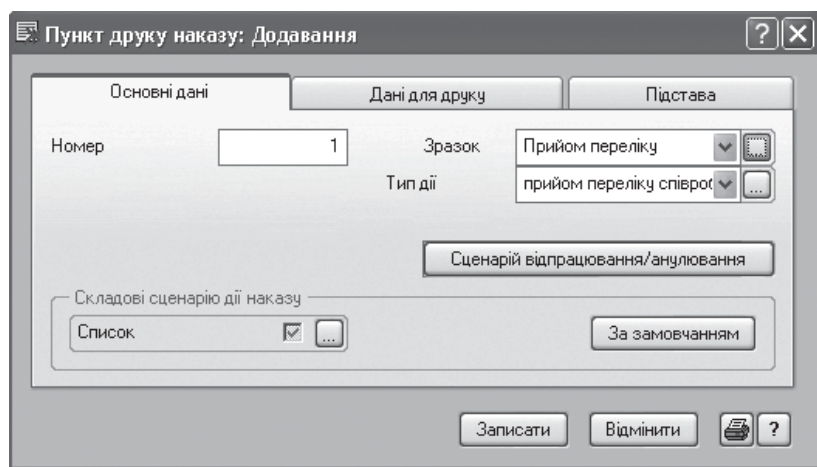 Пункт друку наказу: Додавання
Основні дані Дані для друку Підстава
Номер 1 Зразок Прийом переліку ...
Тип дії прийом переліку співроб ...
Сценарій відпрацювання/анулювання
Складові сценарію дії наказу
Список ... За замовчанням
Записати Відмінити ?